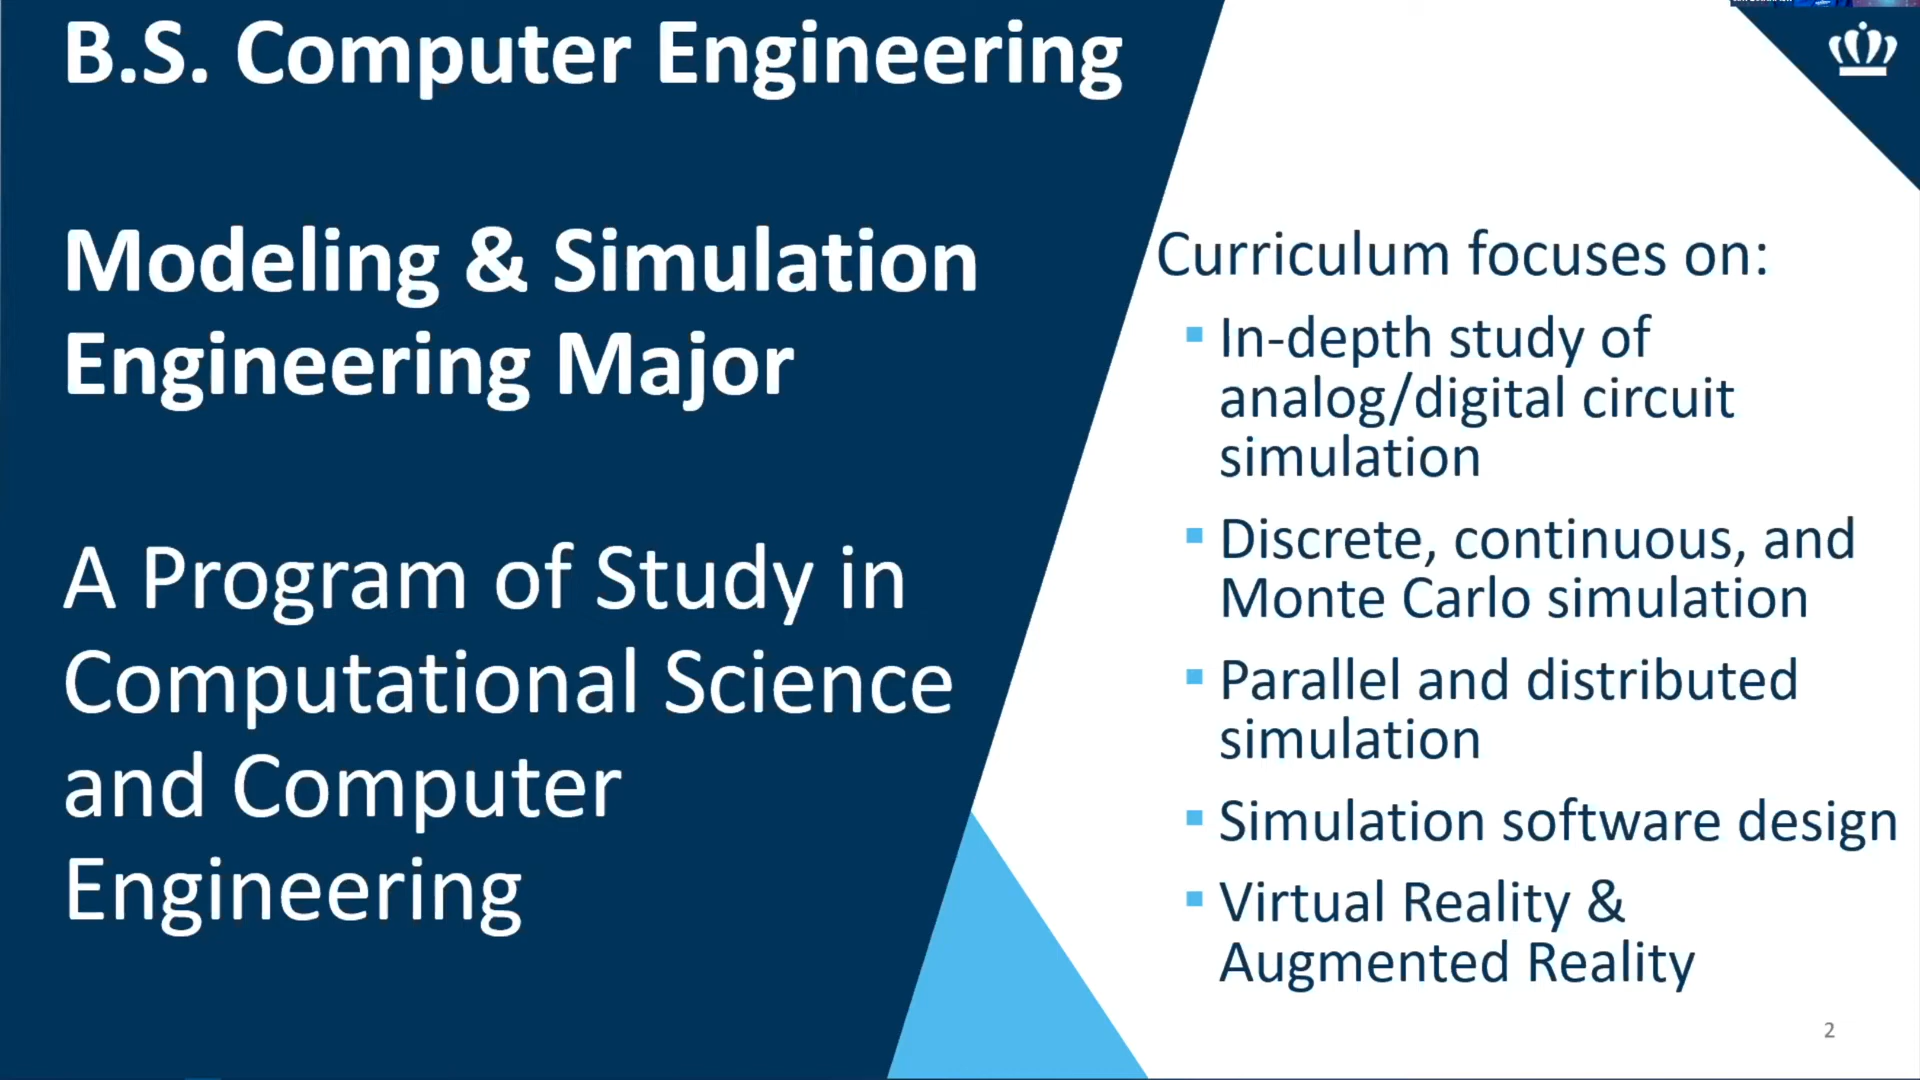 B.S. Computer Engineering
Modeling & Simulation
Engineering Major
A Program of Study in
Computational Science
and Computer
Engineering
Curriculum focuses on:
In-depth study of
analog/digital circuit
simulation
Discrete, continuous, and
Monte Carlo simulation
Parallel and distributed
simulation
Simulation software design
Virtual Reality &
Augmented Reality
2